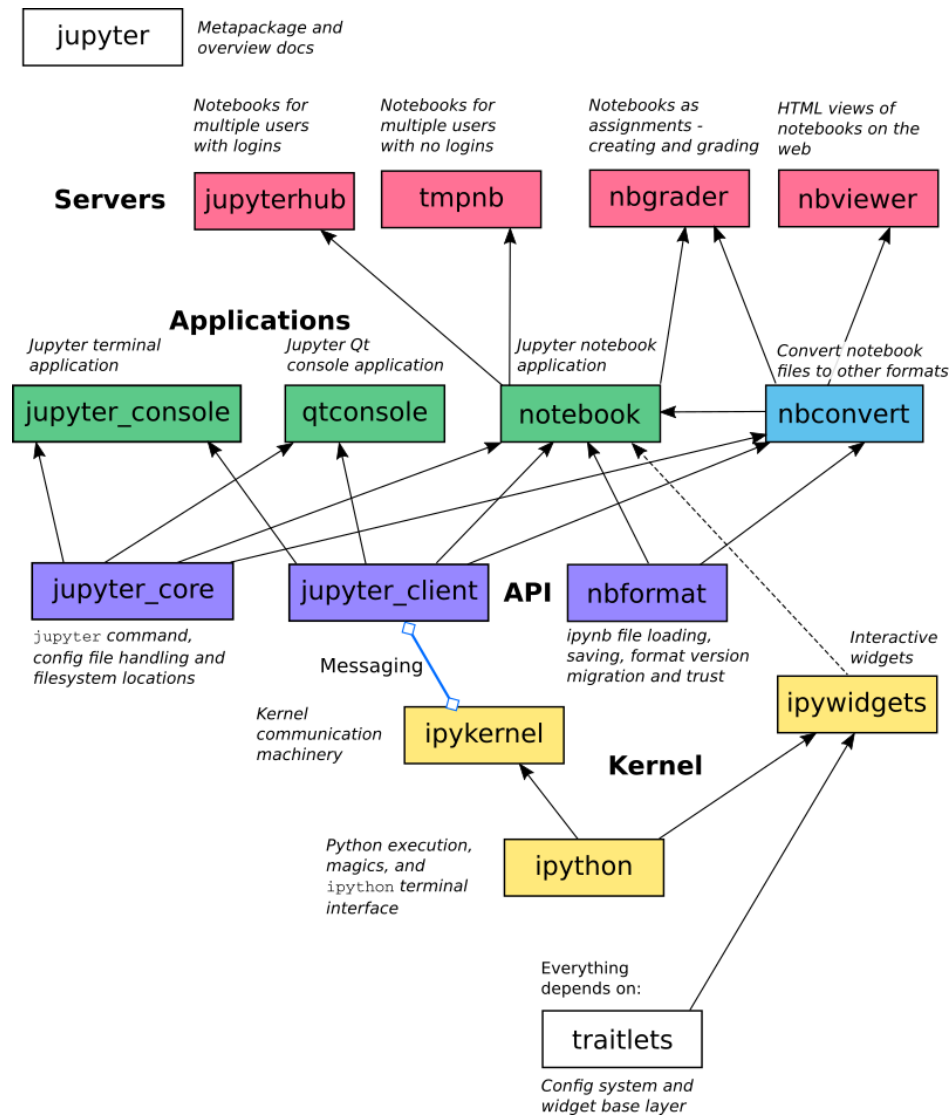 jupyter
Metapackage and
overview docs
Notebooks for
multiple users
with logins
Notebooks for
multiple users
with no logins
Notebooks as
assignments -
creating and grading
HTML views of
notebooks on the
web
Servers
jupyterhub
tmpnb
nbgrader
nbviewer
Applications
Jupyter terminal
application
Jupyter Qt
console application
Jupyter notebook
application
Convert notebook
files to other formats
jupyter_console
qtconsole
notebook
nbconvert
jupyter_core
jupyter_client
API
nbformat
jupyter command,
config file handling and
filesystem locations
Messaging
ipynb file loading,
saving, format version
migration and trust
Interactive
widgets
Kernel
communication
machinery
ipykernel
ipywidgets
Kernel
Python execution,
magics, and
ipython terminal
interface
ipython
Everything
depends on:
traitlets
Config system and
widget base layer